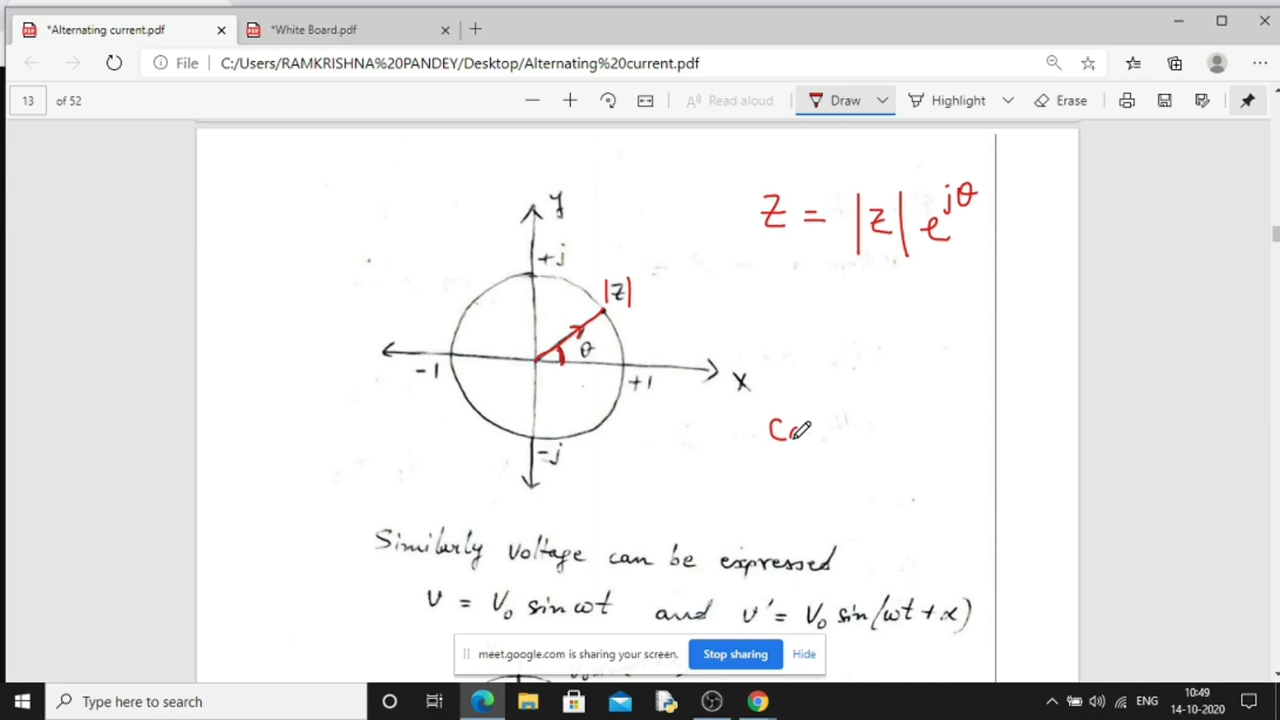 *Alternating current.pdf
*White Board.pdf
File
C:/Users/RAMKRISHNA%20PANDEY/Desktop/Alternating%20current.pdf
13 of 52
Read aloud
Draw
Highlight
Erase
y
+j
Z = |Z| e^jθ
|Z|
θ
-1
+1
X
-j
Similarly voltage can be expressed
v = V₀ sin ωt and v' = V₀ sin(ωt + α)
meet.google.com is sharing your screen.
Stop sharing
Hide
Type here to search
ENG
10:49
14-10-2020